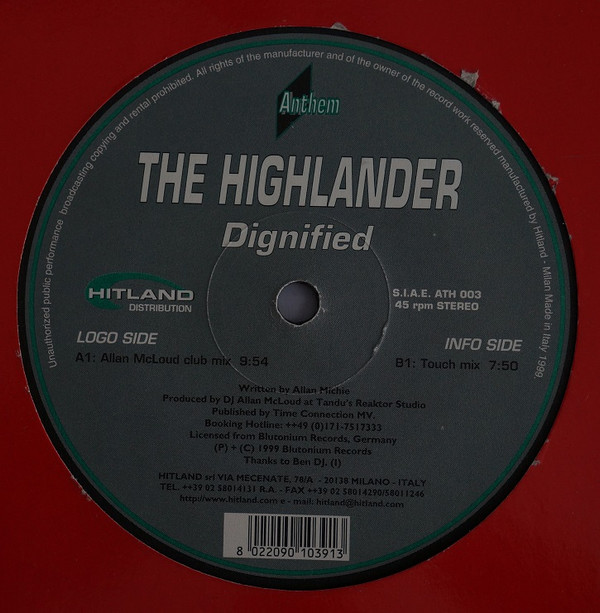 Unauthorized public performance broadcasting copying and rental prohibited. All rights of the manufacturer and of the owner of the record work reserved manufactured by Hitland - Milan Made in Italy 1999.
Anthem
THE HIGHLANDER
Dignified
HITLAND
DISTRIBUTION
S.I.A.E. ATH 003
45 rpm STEREO
LOGO SIDE
A1: Allan McLoud club mix 9:54
INFO SIDE
B1: Touch mix 7:50
Written by Allan Michie
Produced by DJ Allan McLoud at Tandu's Reaktor Studio
Published by Time Connection MV.
Booking Hotline: ++49 (0)171-7517333
Licensed from Blutonium Records, Germany
(P) + (C) 1999 Blutonium Records
Thanks to Ben DJ. (I)
HITLAND srl VIA MECENATE, 78/A - 20138 MILANO - ITALY
TEL. ++39 02 58014131 R.A. - FAX ++39 02 58014290/58011246
http://www.hitland.com e - mail: hitland@hitland.com
8 022090 103913